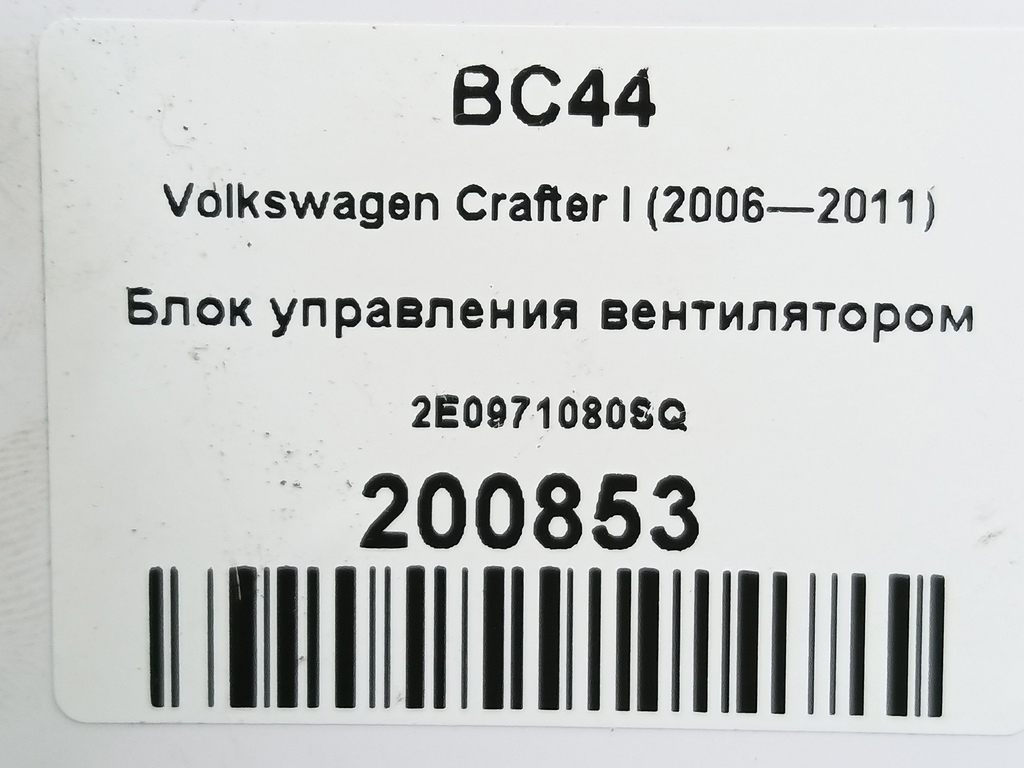 BC44
Volkswagen Crafter I (2006—2011)
Блок управления вентилятором
2E0971080SQ
200853